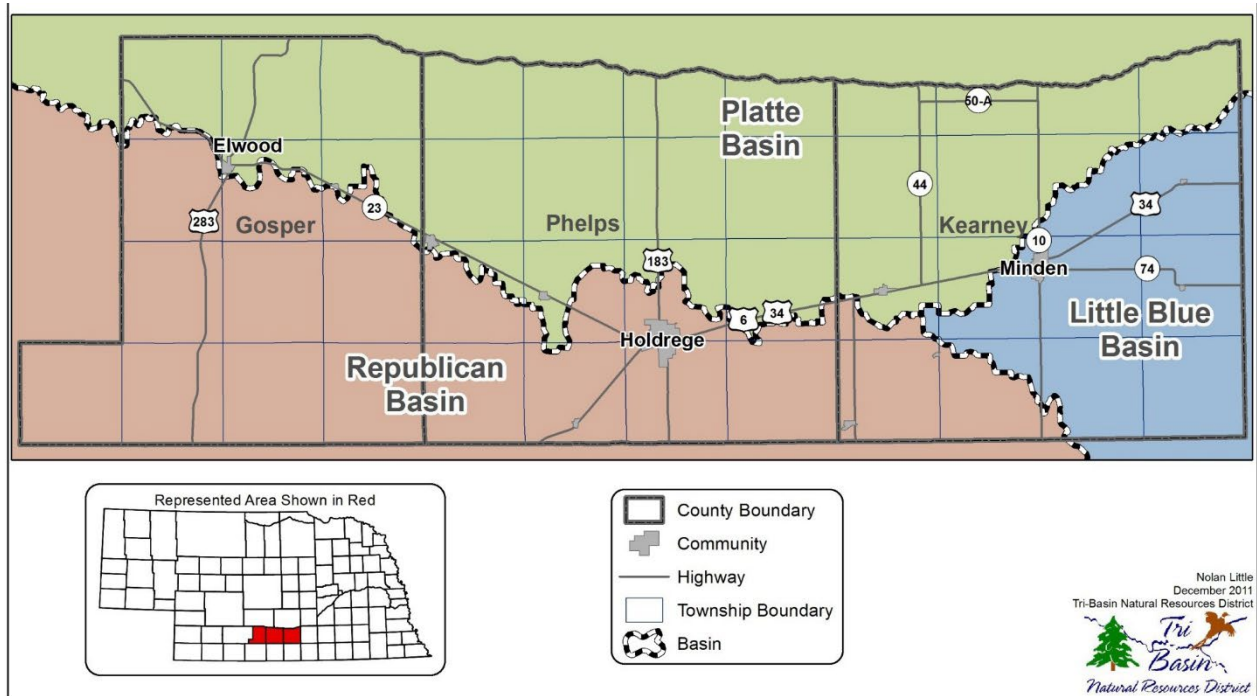 50-A
Platte
Basin
Elwood
44
34
23
283
Gosper
Phelps
Kearney
10
183
Minden
74
6
34
Holdrege
Little Blue
Basin
Republican
Basin
Represented Area Shown in Red
County Boundary
Community
Highway
Township Boundary
Basin
Nolan Little
December 2011
Tri-Basin Natural Resources District
Tri
Basin
Natural Resources District